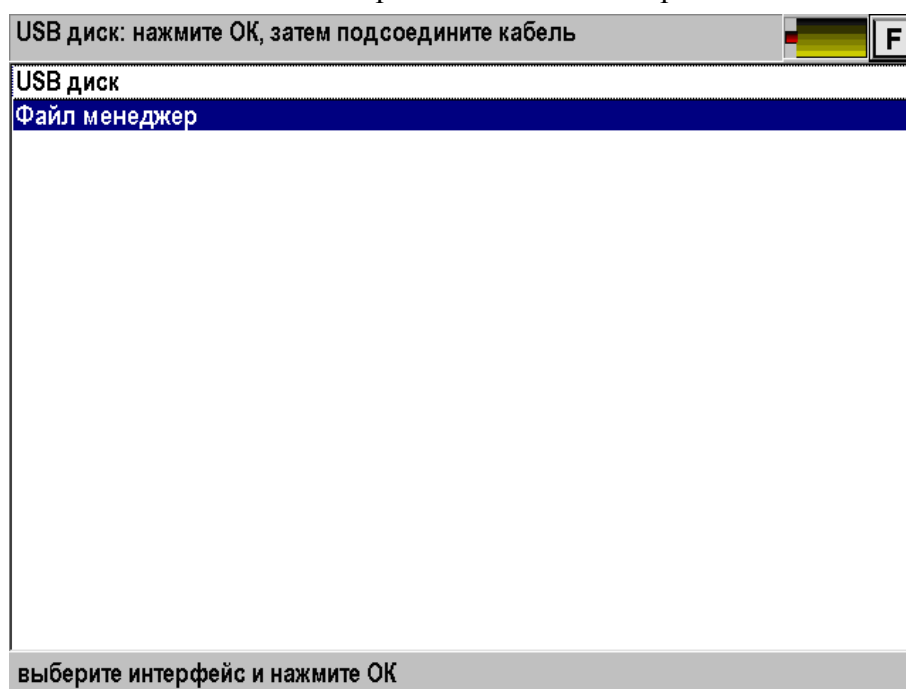 USB диск: нажмите ОК, затем подсоедините кабель
F
USB диск
Файл менеджер
выберите интерфейс и нажмите ОК